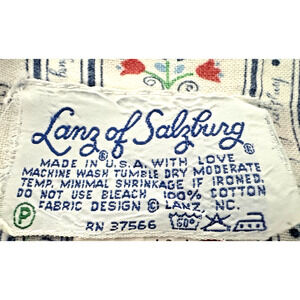 Lanz of Salzburg®
MADE IN U.S.A. WITH LOVE
MACHINE WASH TUMBLE DRY MODERATE
TEMP. MINIMAL SHRINKAGE IF IRONED.
DO NOT USE BLEACH 100% COTTON
FABRIC DESIGN © LANZ, INC.
P
60°
RN 37566